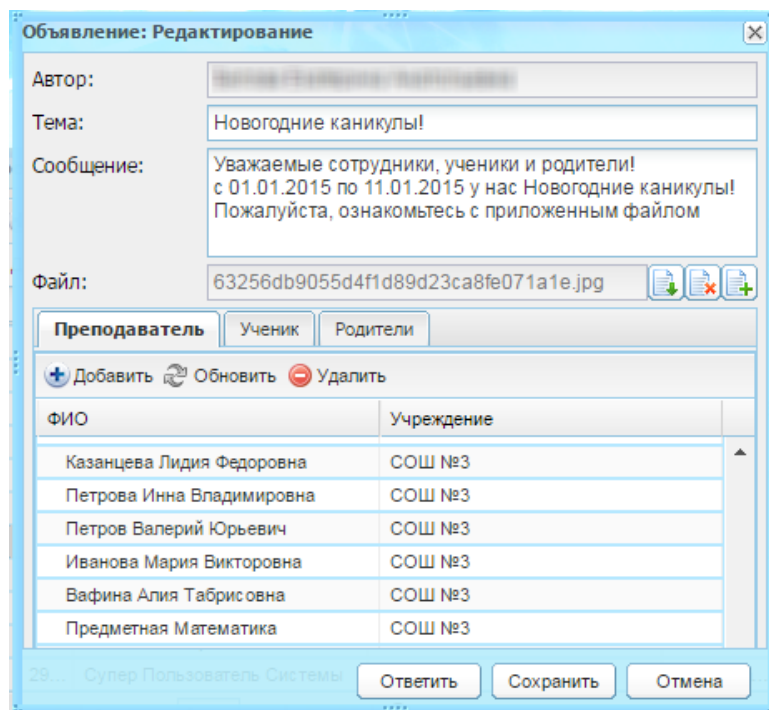 Объявление: Редактирование
Автор:
Тема: Новогодние каникулы!
Сообщение: Уважаемые сотрудники, ученики и родители!
с 01.01.2015 по 11.01.2015 у нас Новогодние каникулы!
Пожалуйста, ознакомьтесь с приложенным файлом
Файл: 63256db9055d4f1d89d23ca8fe071a1e.jpg
Преподаватель Ученик Родители
Добавить Обновить Удалить
ФИО Учреждение
Казанцева Лидия Федоровна СОШ №3
Петрова Инна Владимировна СОШ №3
Петров Валерий Юрьевич СОШ №3
Иванова Мария Викторовна СОШ №3
Вафина Алия Табрисовна СОШ №3
Предметная Математика СОШ №3
29... Супер Пользователь Системы Ответить Сохранить Отмена